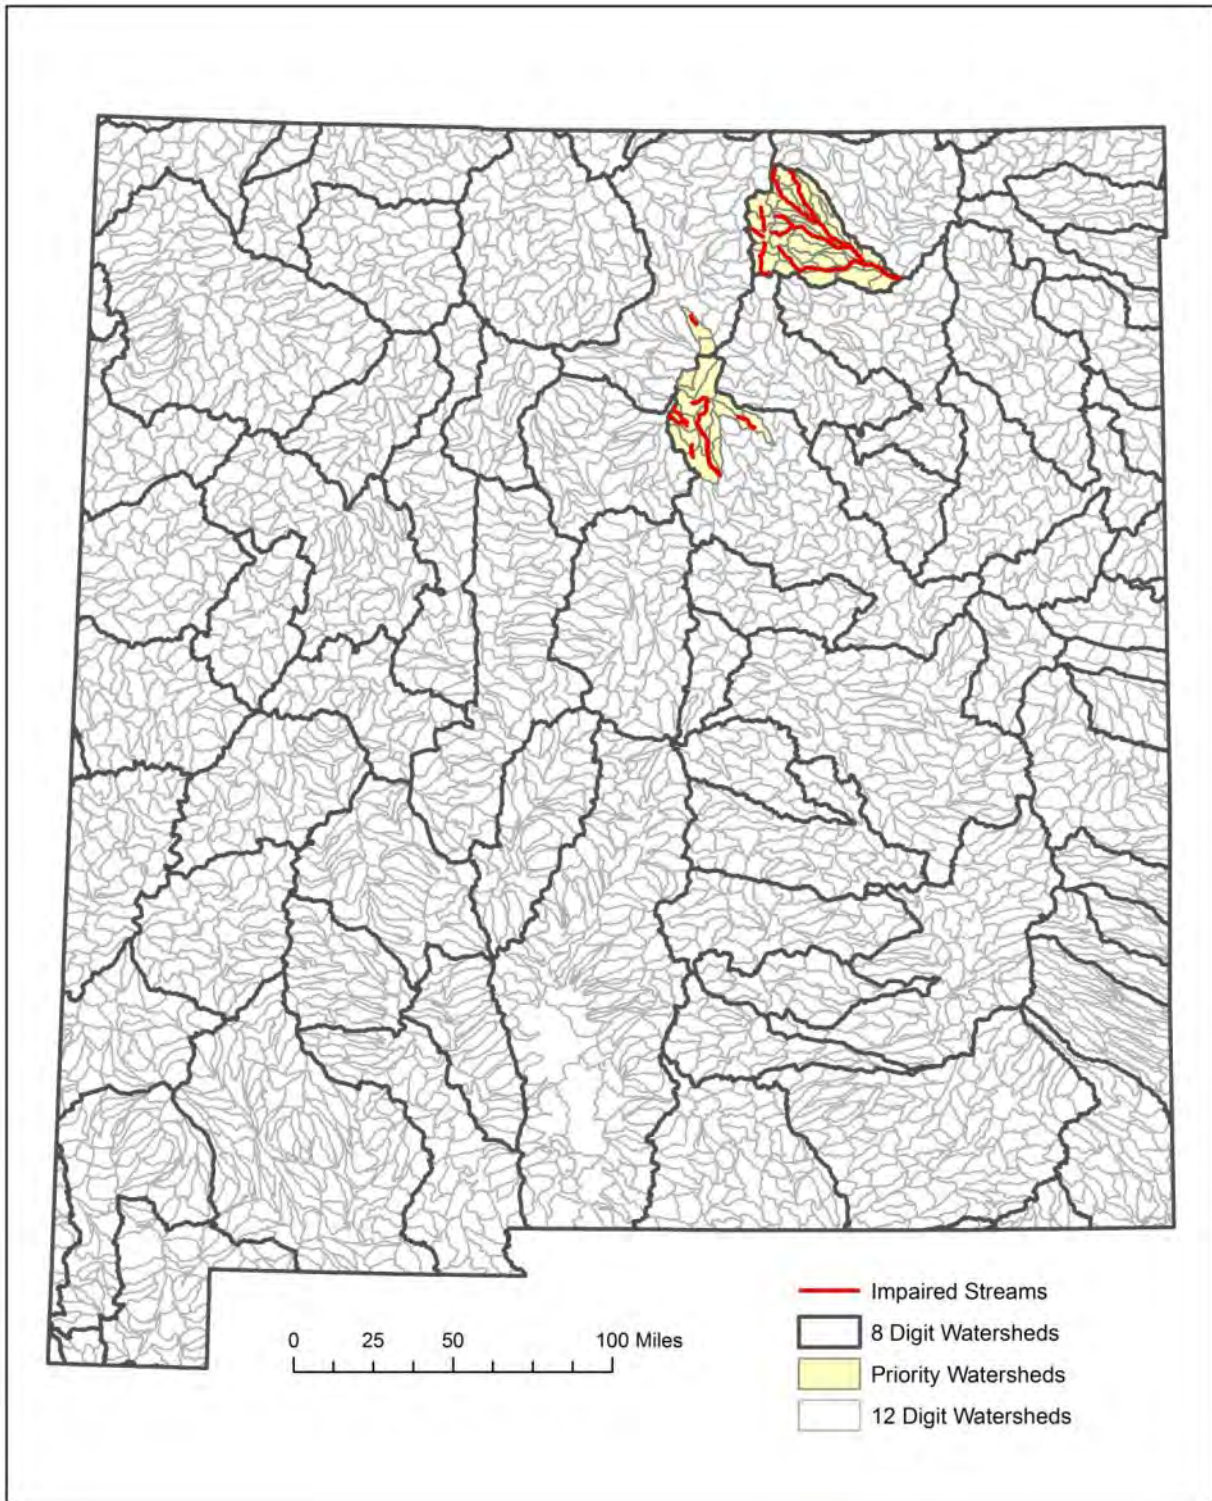 Impaired Streams
8 Digit Watersheds
Priority Watersheds
12 Digit Watersheds
0 25 50 100 Miles